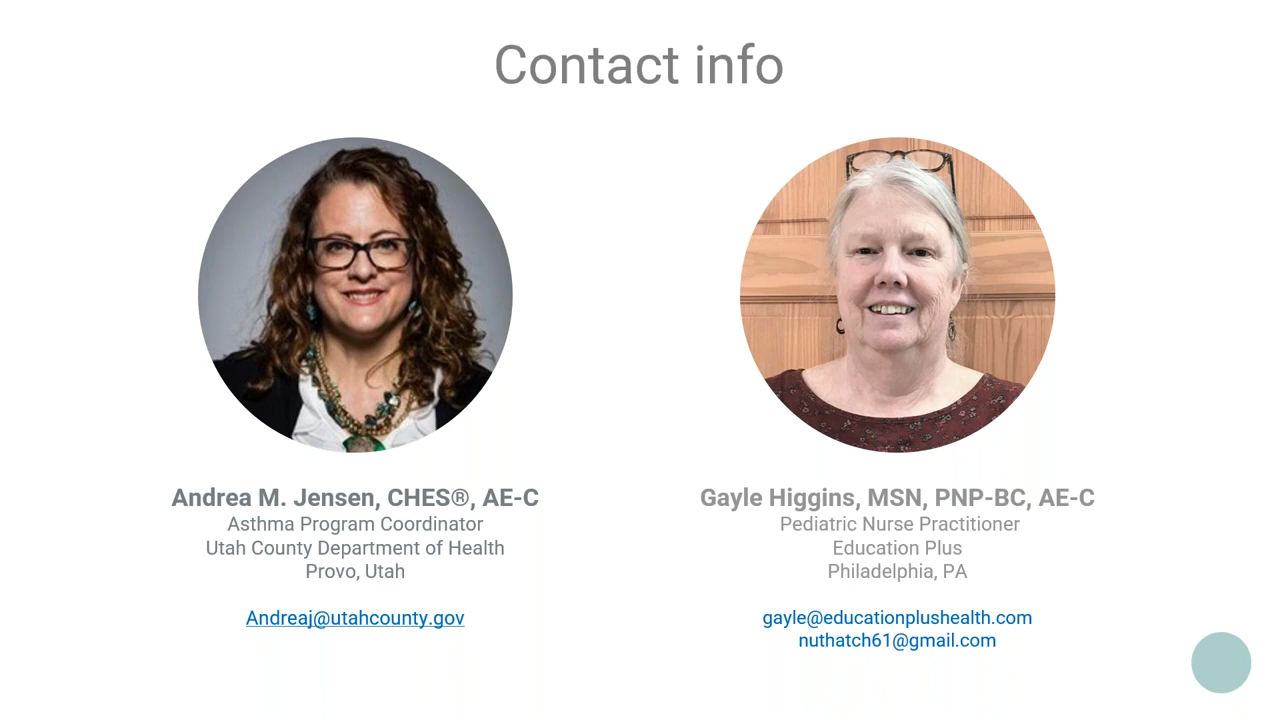 Contact info
Andrea M. Jensen, CHES®, AE-C
Asthma Program Coordinator
Utah County Department of Health
Provo, Utah
Andreaj@utahcounty.gov
Gayle Higgins, MSN, PNP-BC, AE-C
Pediatric Nurse Practitioner
Education Plus
Philadelphia, PA
gayle@educationplushealth.com
nuthatch61@gmail.com